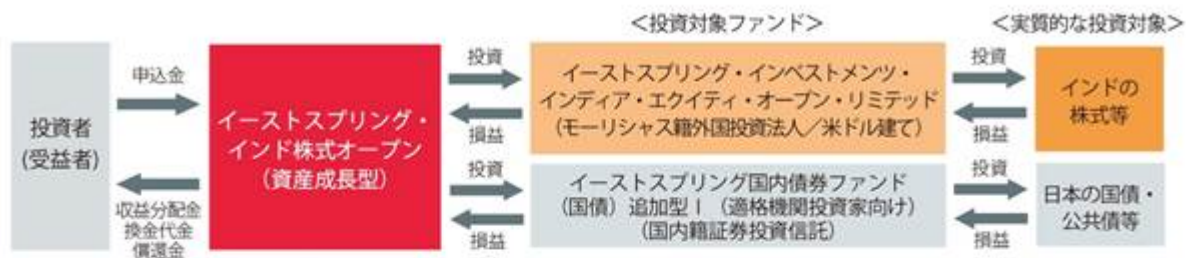 ＜投資対象ファンド＞
＜実質的な投資対象＞
投資者
(受益者)
申込金
収益分配金
換金代金
償還金
イーストスプリング・
インド株式オープン
(資産成長型)
投資
損益
投資
損益
イーストスプリング・インベストメンツ・
インディア・エクイティ・オープン・リミテッド
(モーリシャス籍外国投資法人／米ドル建て)
イーストスプリング国内債券ファンド
(国債) 追加型Ⅰ (適格機関投資家向け)
(国内籍証券投資信託)
投資
損益
投資
損益
インドの
株式等
日本の国債・
公共債等